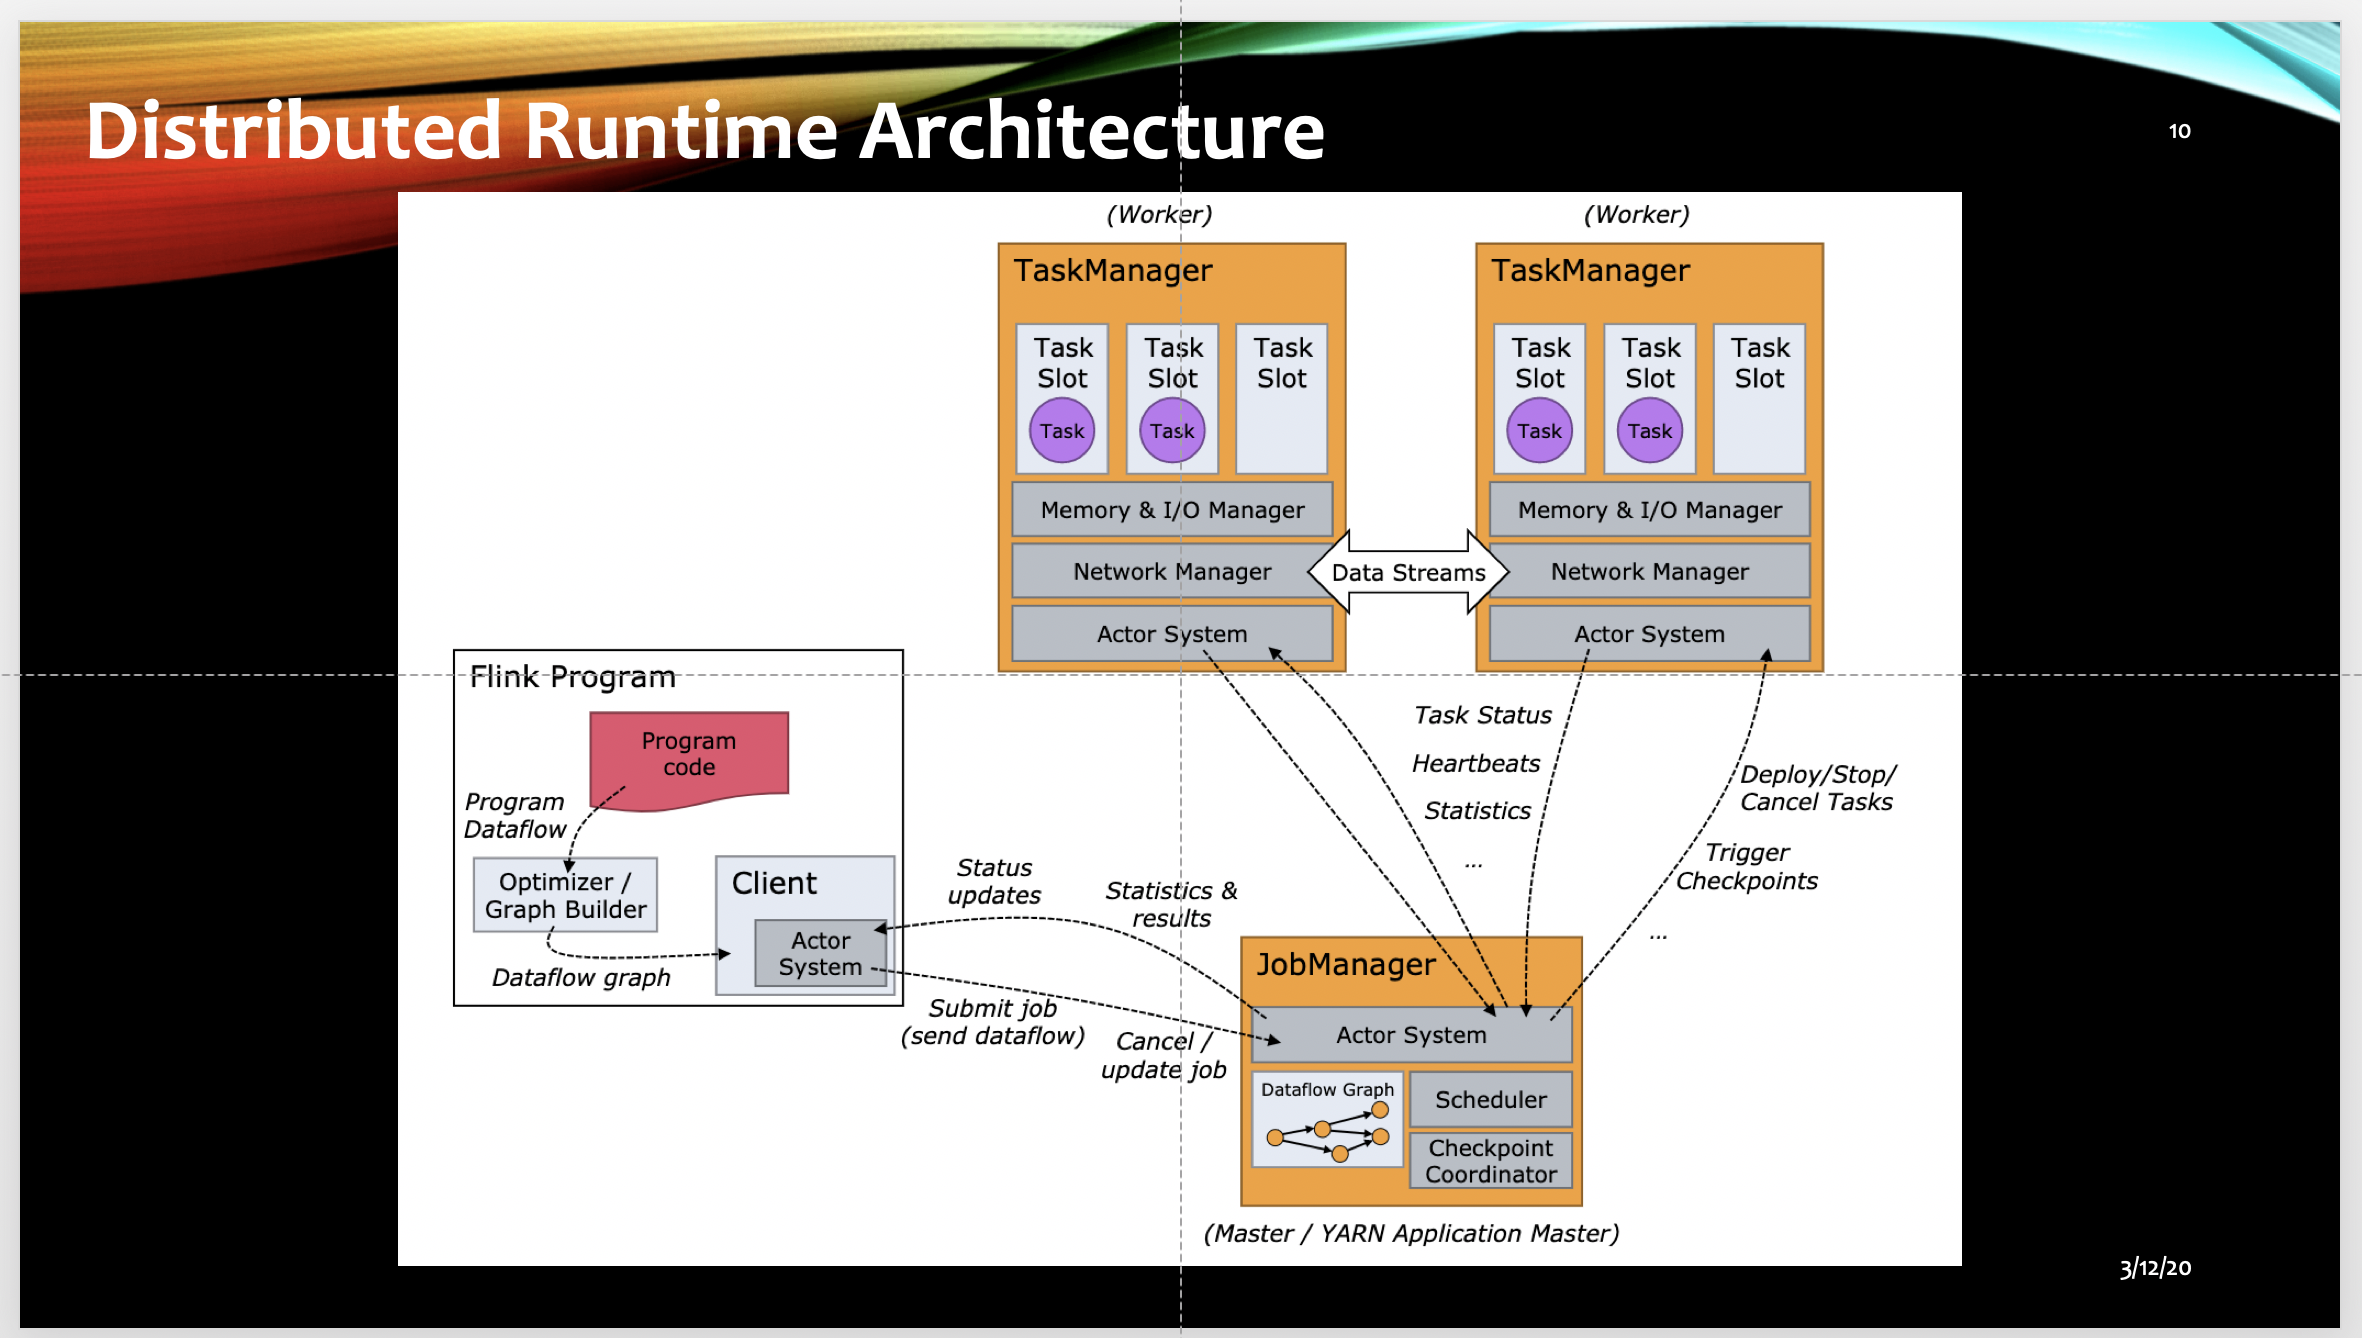 Distributed Runtime Architecture
10
(Worker)
(Worker)
TaskManager
Task
Slot
Task
Task
Slot
Task
Task
Slot
Memory & I/O Manager
Network Manager
Actor System
Data Streams
TaskManager
Task
Slot
Task
Task
Slot
Task
Task
Slot
Memory & I/O Manager
Network Manager
Actor System
Flink Program
Program
code
Program
Dataflow
Optimizer /
Graph Builder
Dataflow graph
Client
Actor
System
Status
updates
Statistics &
results
Submit job
(send dataflow)
Cancel /
update job
Task Status
Heartbeats
Statistics
...
Deploy/Stop/
Cancel Tasks
Trigger
Checkpoints
...
JobManager
Actor System
Dataflow Graph
Scheduler
Checkpoint
Coordinator
(Master / YARN Application Master)
3/12/20